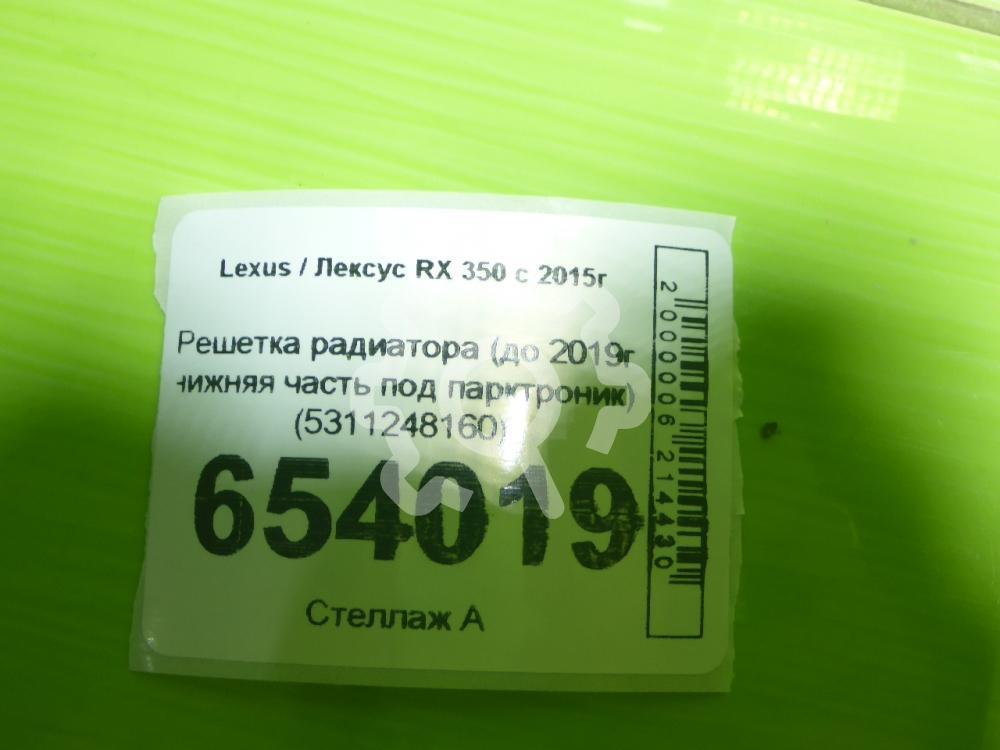 Lexus / Лексус RX 350 с 2015г
Решетка радиатора (до 2019г
нижняя часть под парктроник)
(5311248160)
654019
Стеллаж А
2000006214430